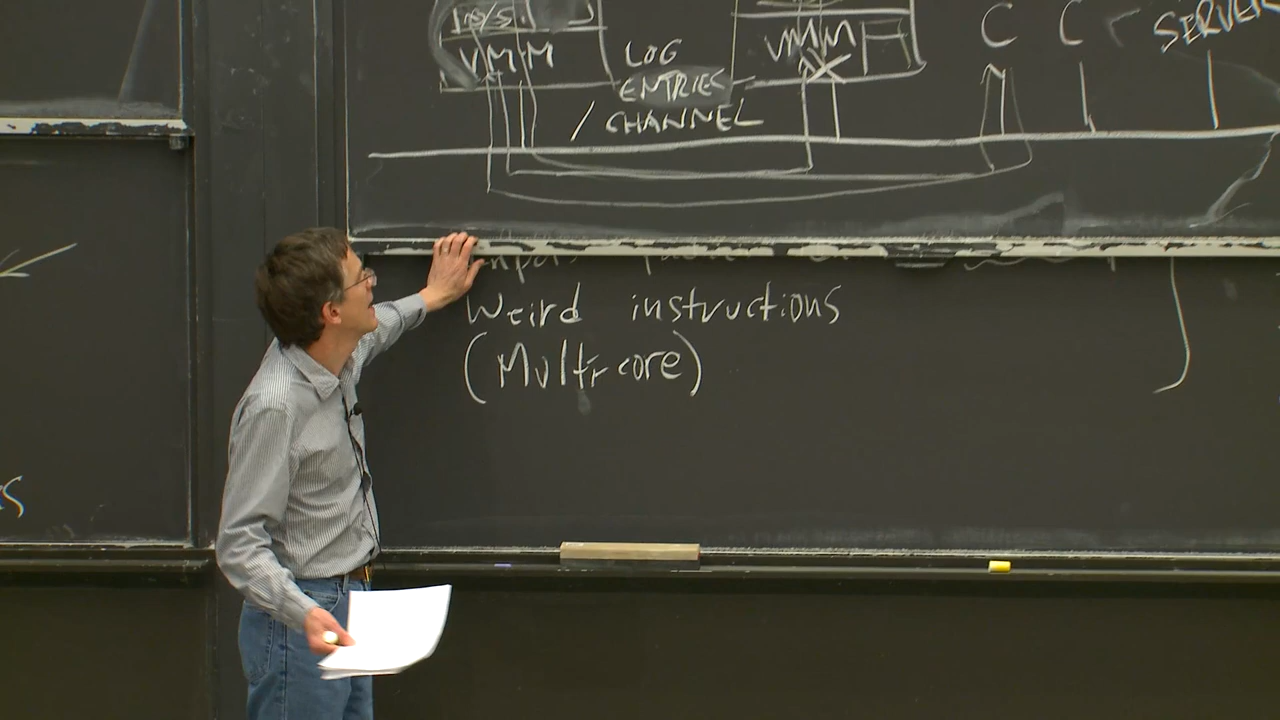 VMM
LOG
ENTRIES
/ CHANNEL
VMM
C C SERVER
Weird instructions
(Multi-core)